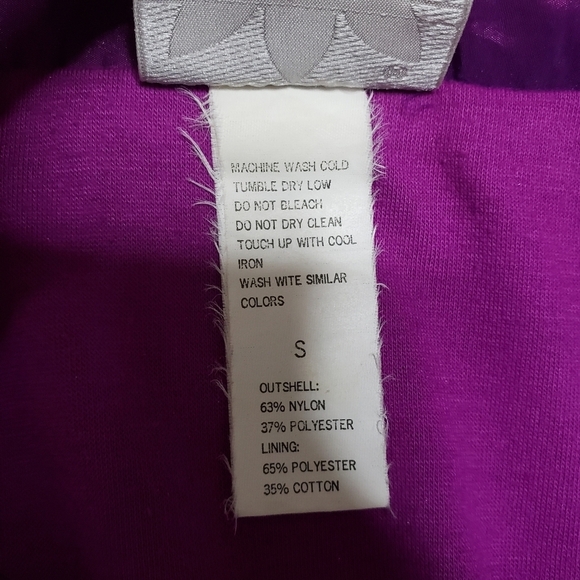 MACHINE WASH COLD
TUMBLE DRY LOW
DO NOT BLEACH
DO NOT DRY CLEAN
TOUCH UP WITH COOL
IRON
WASH WITE SIMILAR
COLORS
S
OUTSHELL:
63% NYLON
37% POLYESTER
LINING:
65% POLYESTER
35% COTTON